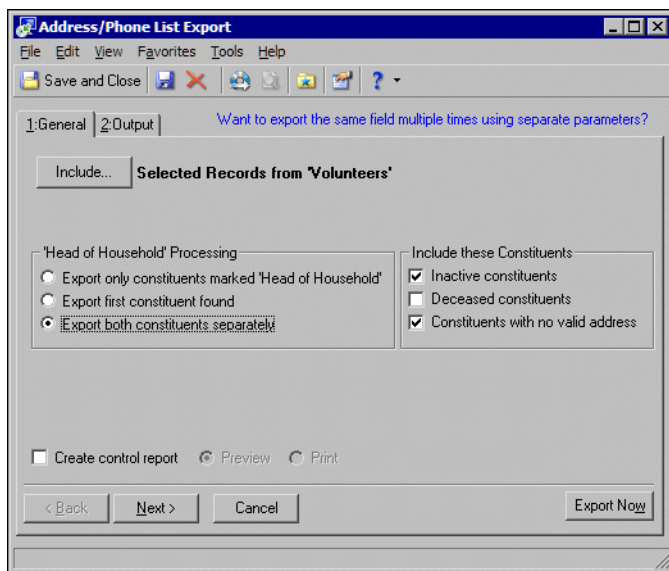 Address/Phone List Export
File Edit View Favorites Tools Help
Save and Close ?
1:General 2:Output Want to export the same field multiple times using separate parameters?
Include... Selected Records from 'Volunteers'
'Head of Household' Processing
Export only constituents marked 'Head of Household'
Export first constituent found
Export both constituents separately
Include these Constituents
Inactive constituents
Deceased constituents
Constituents with no valid address
Create control report Preview Print
< Back Next > Cancel Export Now